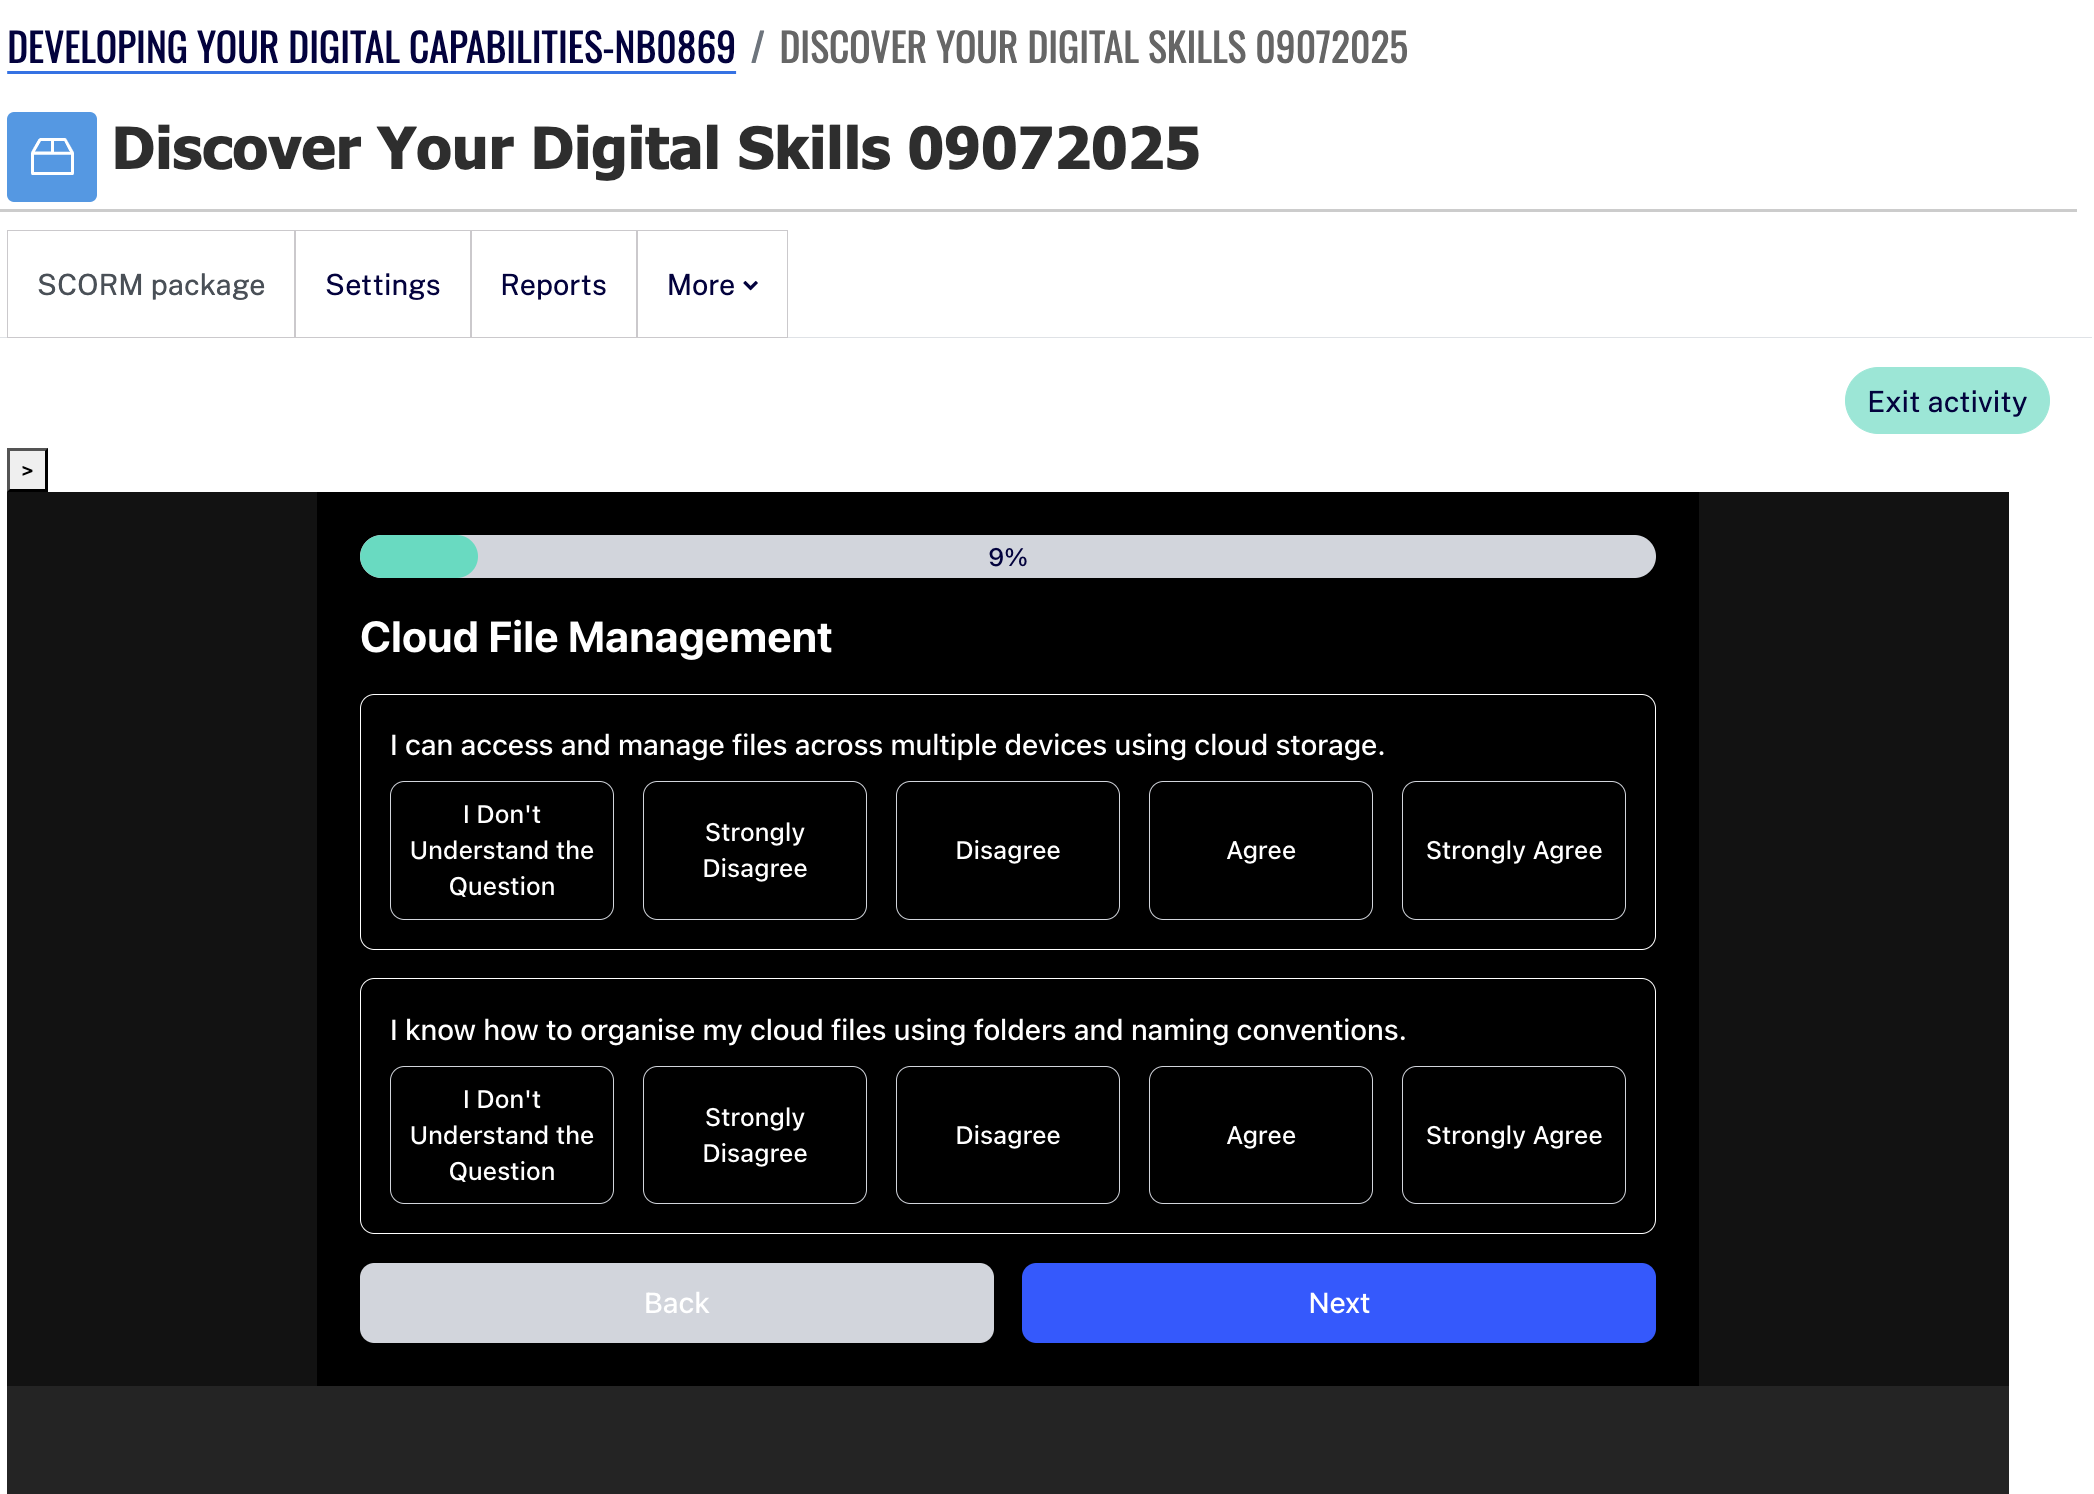 DEVELOPING YOUR DIGITAL CAPABILITIES-NB0869 / DISCOVER YOUR DIGITAL SKILLS 09072025
Discover Your Digital Skills 09072025
SCORM package Settings Reports More
Exit activity
>
9%
Cloud File Management
I can access and manage files across multiple devices using cloud storage.
I Don't
Understand the
Question
Strongly
Disagree
Disagree
Agree
Strongly Agree
I know how to organise my cloud files using folders and naming conventions.
I Don't
Understand the
Question
Strongly
Disagree
Disagree
Agree
Strongly Agree
Back
Next